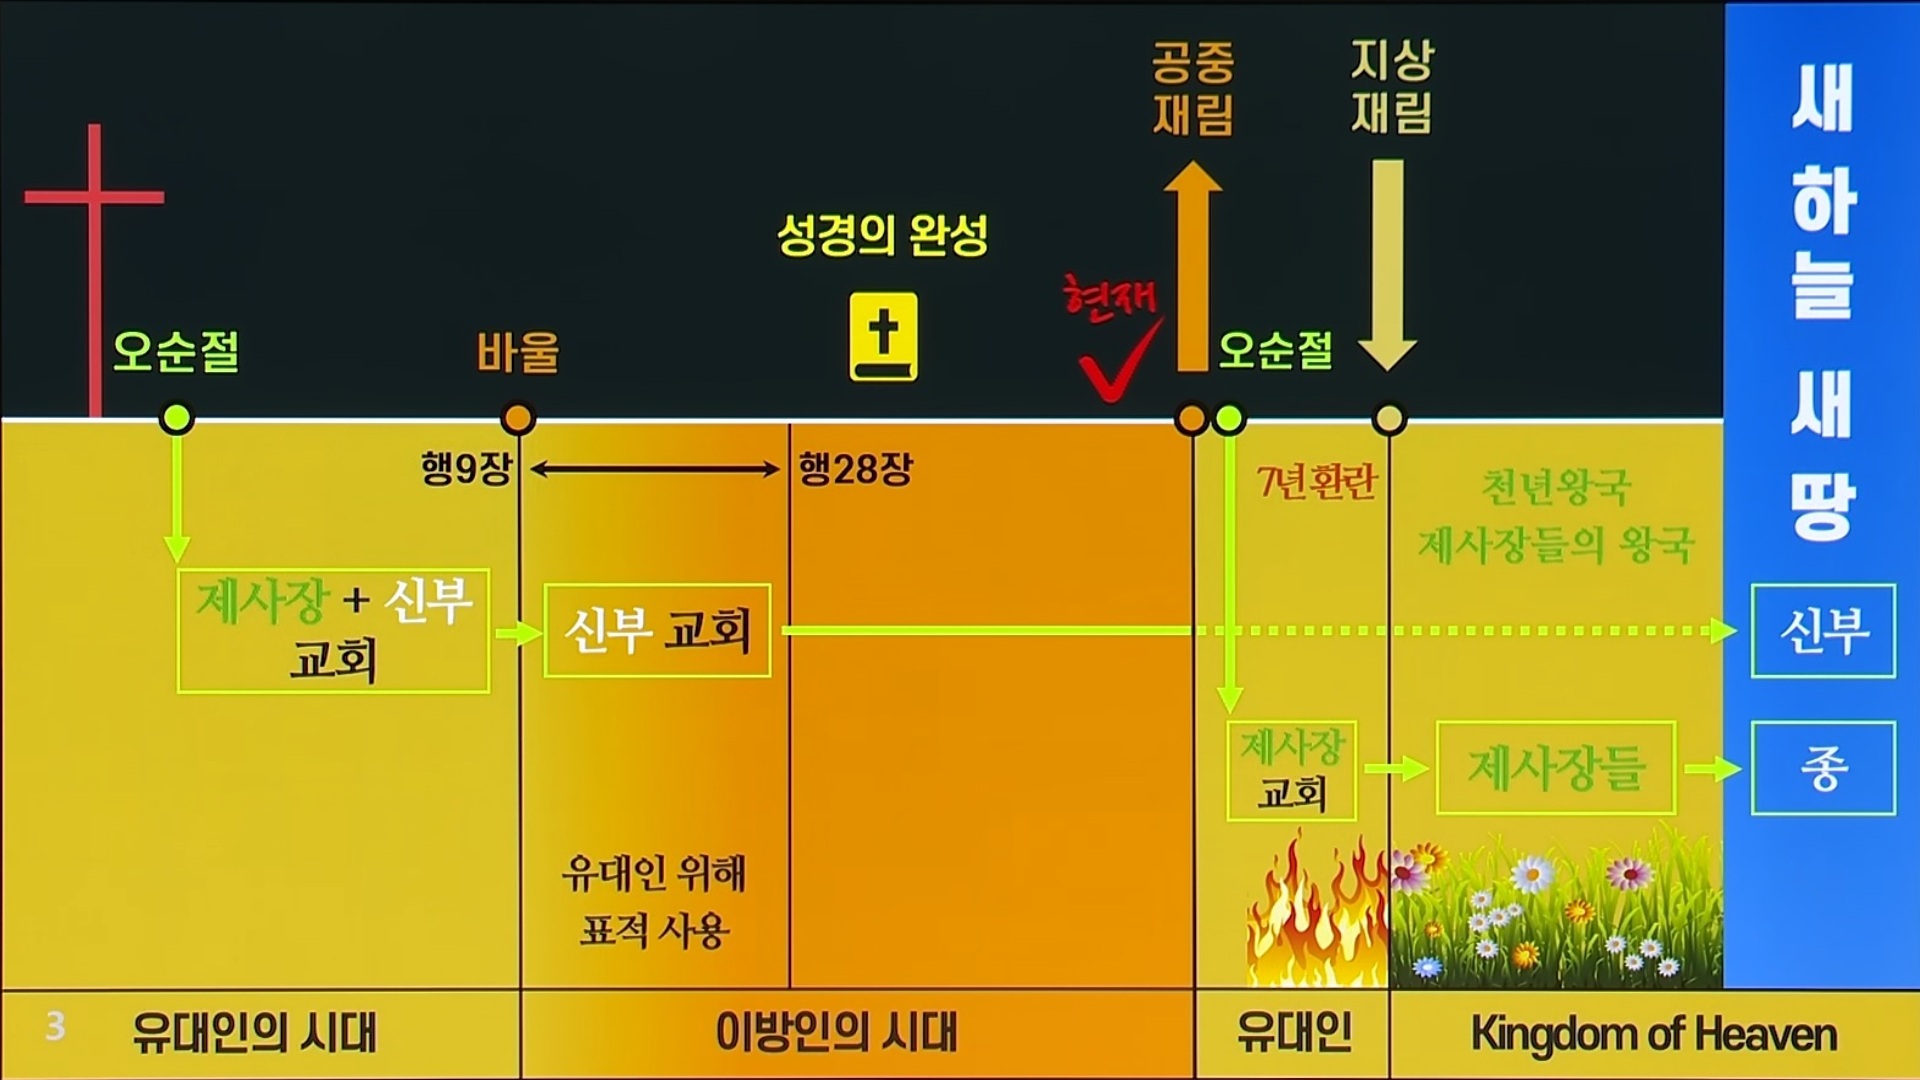 공중
재림
지상
재림
새
하
늘
새
땅
성경의 완성
현재
오순절
바울
오순절
행9장
행28장
7년환란
천년왕국
제사장들의 왕국
제사장 + 신부
교회
신부 교회
신부
제사장
교회
제사장들
종
유대인 위해
표적 사용
3
유대인의 시대
이방인의 시대
유대인
Kingdom of Heaven